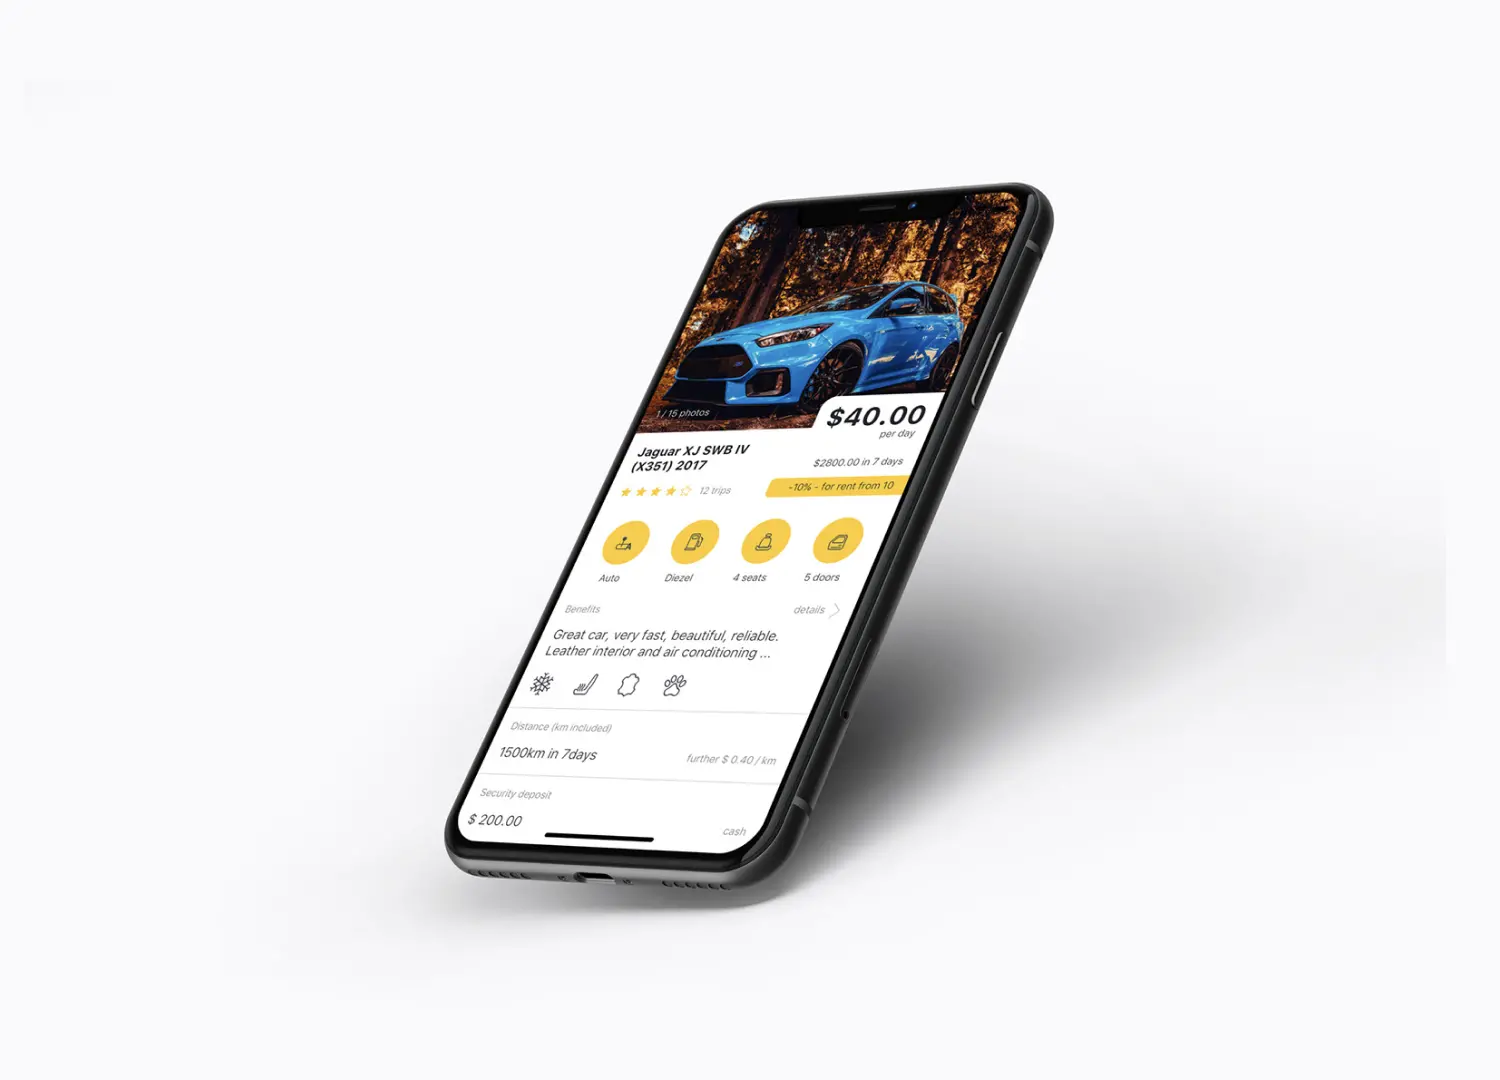 1 / 15 photos
$40.00
per day
Jaguar XJ SWB IV
(X351) 2017
$2800.00 in 7 days
12 trips
-10% - for rent from 10
Auto
Diezel
4 seats
5 doors
Benefits
details
Great car, very fast, beautiful, reliable.
Leather interior and air conditioning ...
Distance (km included)
1500km in 7days
further $ 0.40 / km
Security deposit
$ 200.00
cash